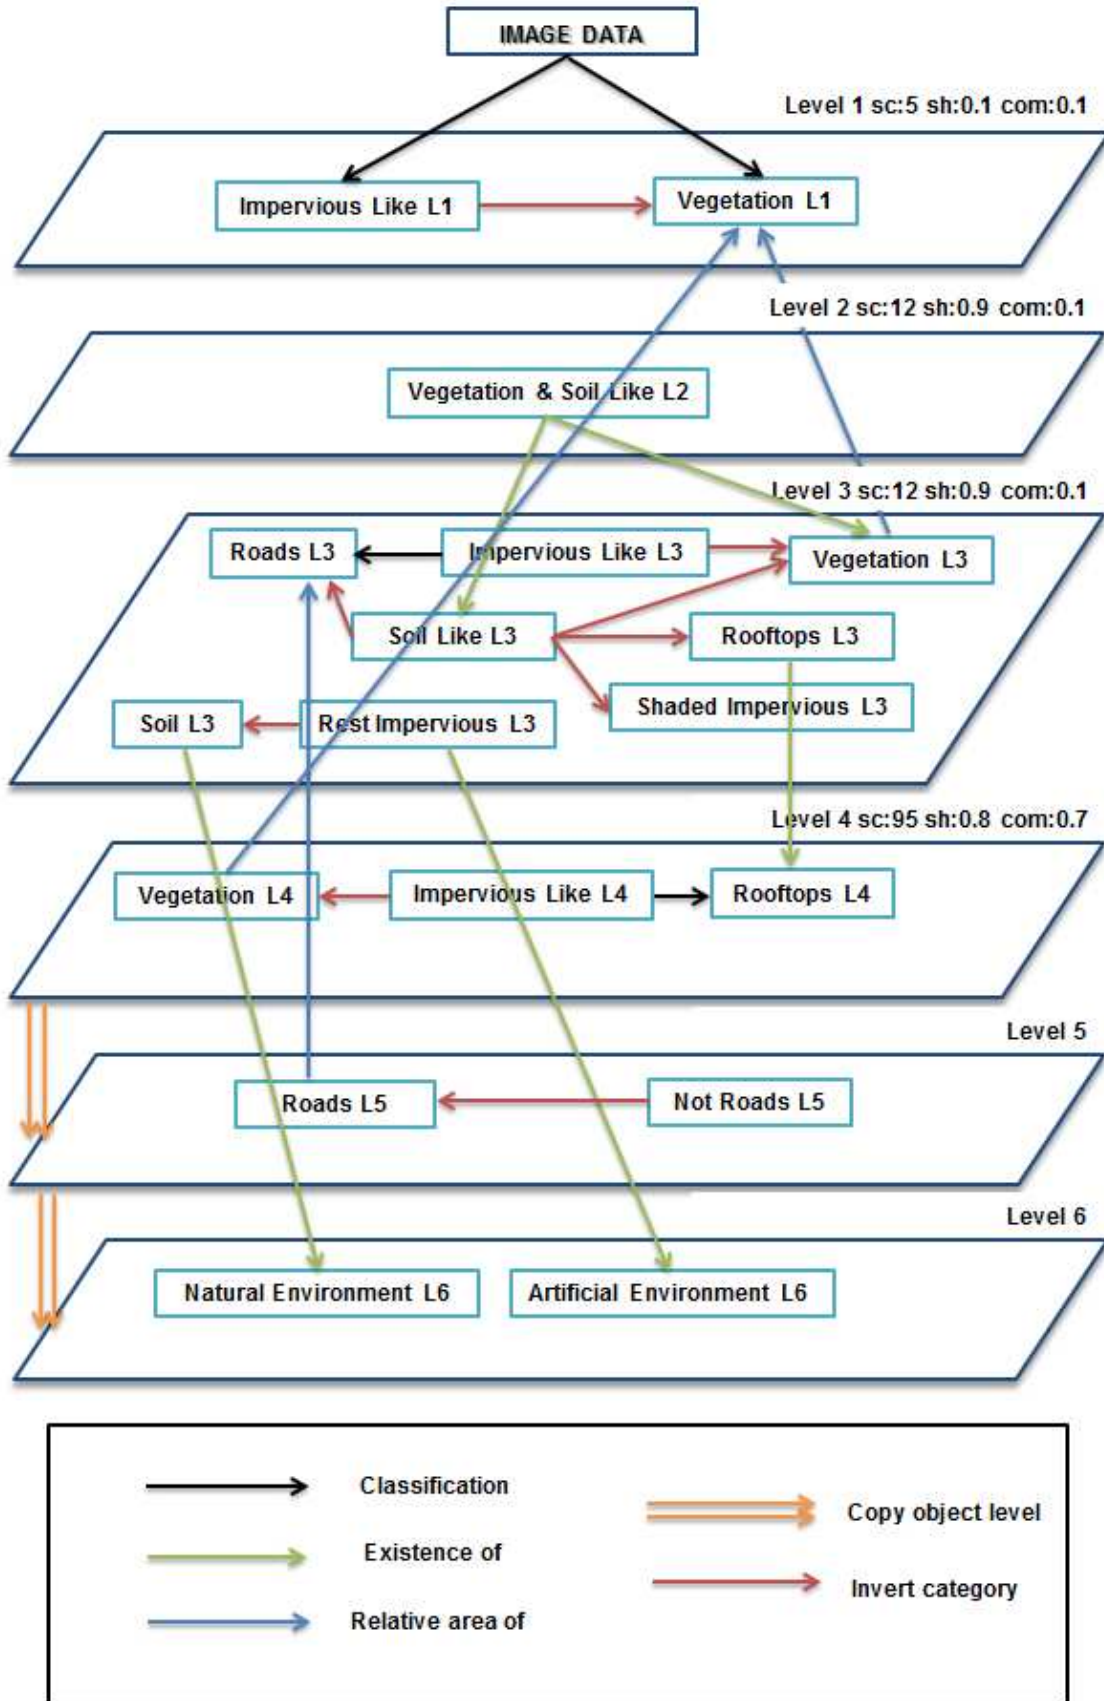 IMAGE DATA
Level 1 sc:5 sh:0.1 com:0.1
Impervious Like L1
Vegetation L1
Level 2 sc:12 sh:0.9 com:0.1
Vegetation & Soil Like L2
Level 3 sc:12 sh:0.9 com:0.1
Roads L3
Impervious Like L3
Vegetation L3
Soil Like L3
Rooftops L3
Shaded Impervious L3
Soil L3
Rest Impervious L3
Level 4 sc:95 sh:0.8 com:0.7
Vegetation L4
Impervious Like L4
Rooftops L4
Level 5
Roads L5
Not Roads L5
Level 6
Natural Environment L6
Artificial Environment L6
Classification
Copy object level
Existence of
Invert category
Relative area of